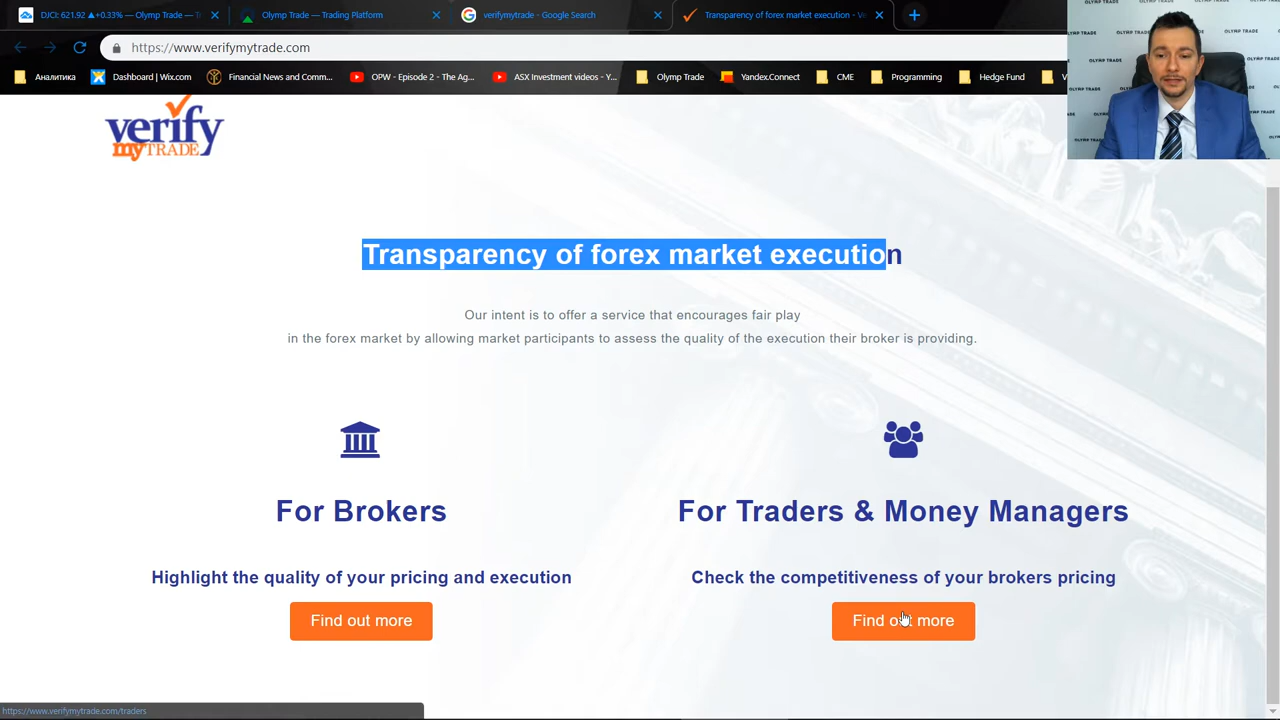 DJCI: 621.92 ▲+0.33% — Olymp Trade — T
Olymp Trade — Trading Platform
verifymytrade - Google Search
Transparency of forex market execution - Ve
https://www.verifymytrade.com
Аналитика
Dashboard | Wix.com
Financial News and Comm...
OPW - Episode 2 - The Ag...
ASX Investment videos - Y...
Olymp Trade
Yandex.Connect
CME
Programming
Hedge Fund
V
OLYMP TRADE
verify
my TRADE
Transparency of forex market execution
Our intent is to offer a service that encourages fair play
in the forex market by allowing market participants to assess the quality of the execution their broker is providing.
For Brokers
Highlight the quality of your pricing and execution
Find out more
For Traders & Money Managers
Check the competitiveness of your brokers pricing
Find out more
https://www.verifymytrade.com/traders